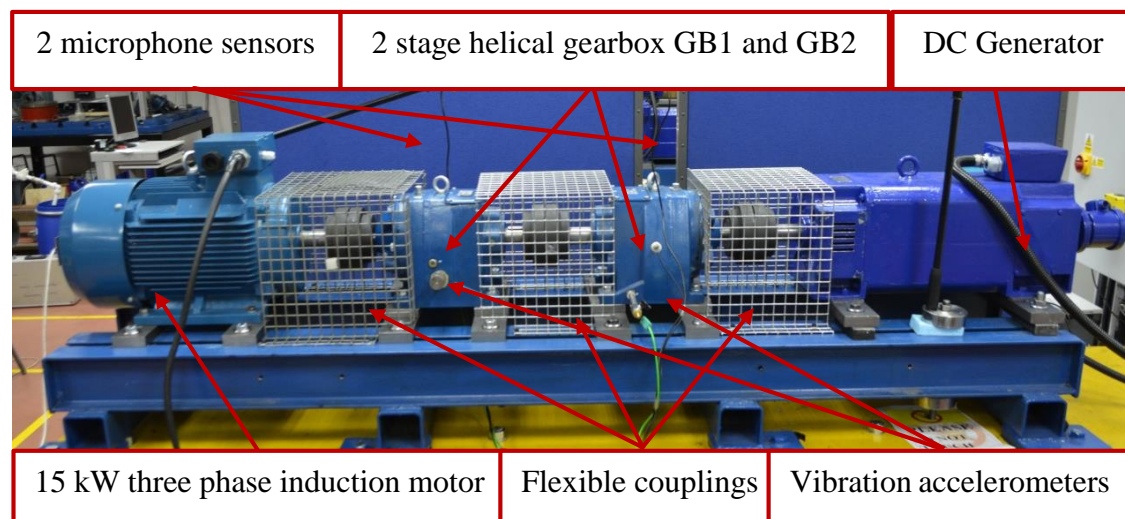 2 microphone sensors
2 stage helical gearbox GB1 and GB2
DC Generator
15 kW three phase induction motor
Flexible couplings
Vibration accelerometers